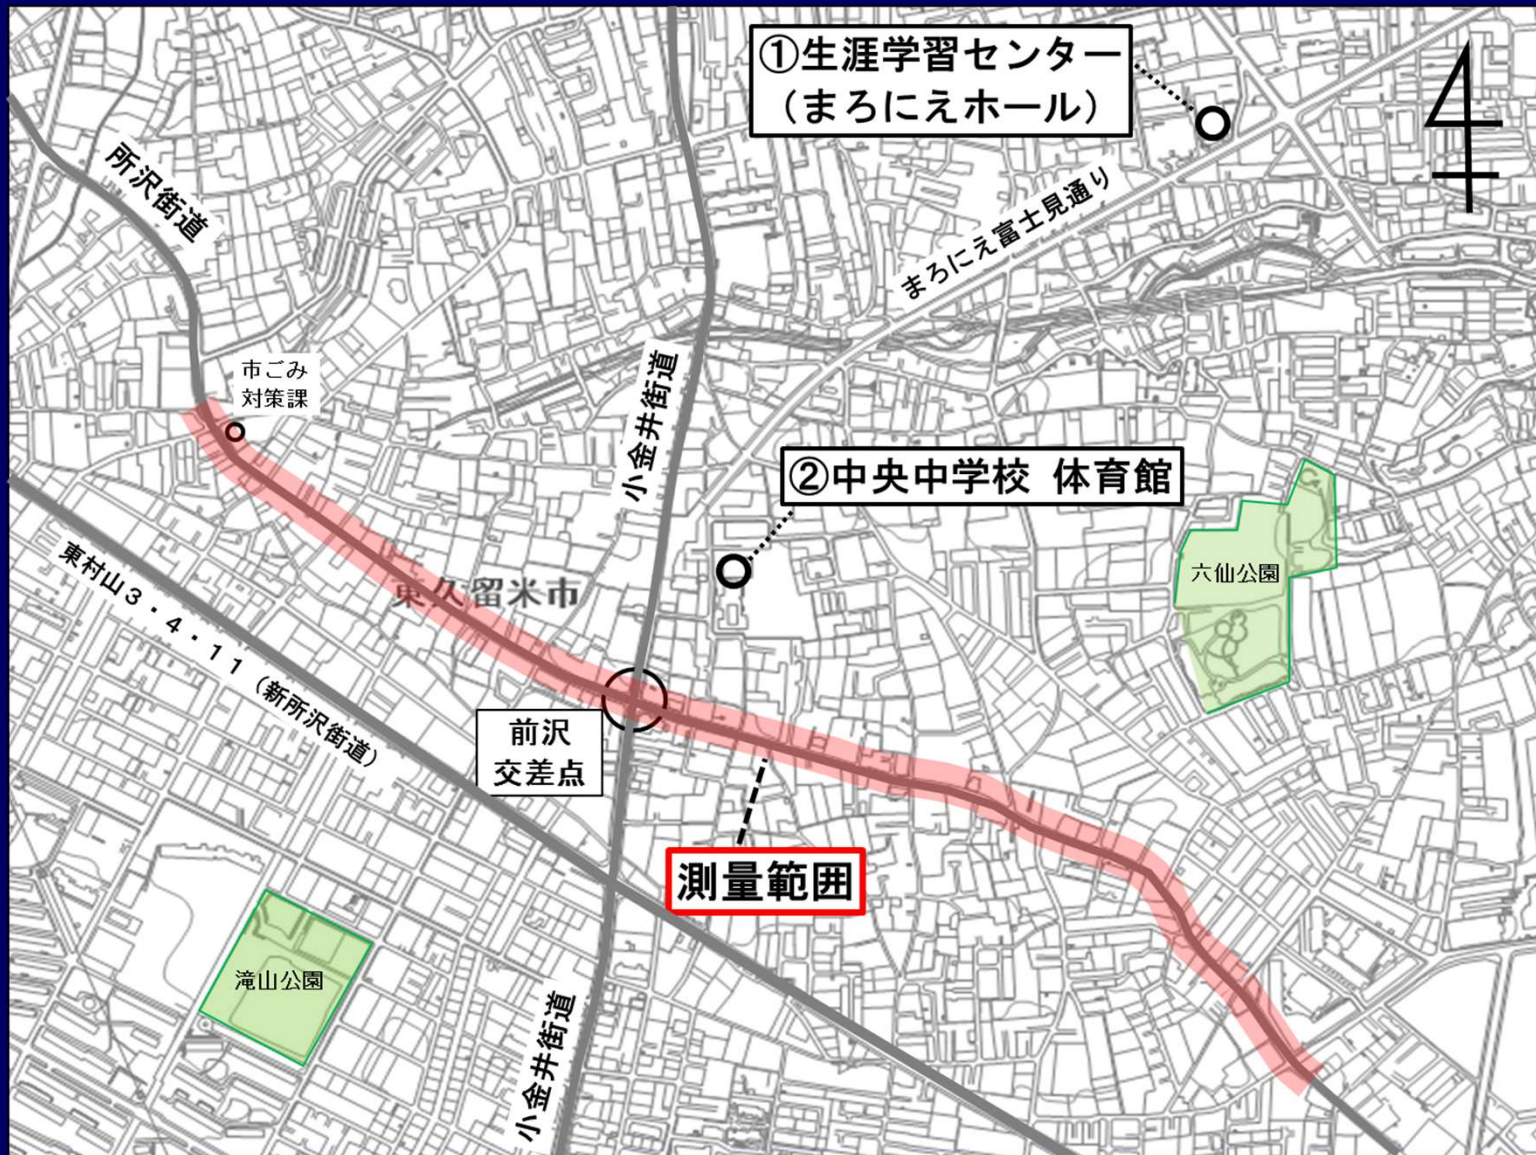 ①生涯学習センター
（まろにえホール）
所沢街道
まろにえ富士見通り
市ごみ
対策課
小金井街道
②中央中学校 体育館
六仙公園
東久留米市
東村山３・４・１１（新所沢街道）
前沢
交差点
測量範囲
滝山公園
小金井街道